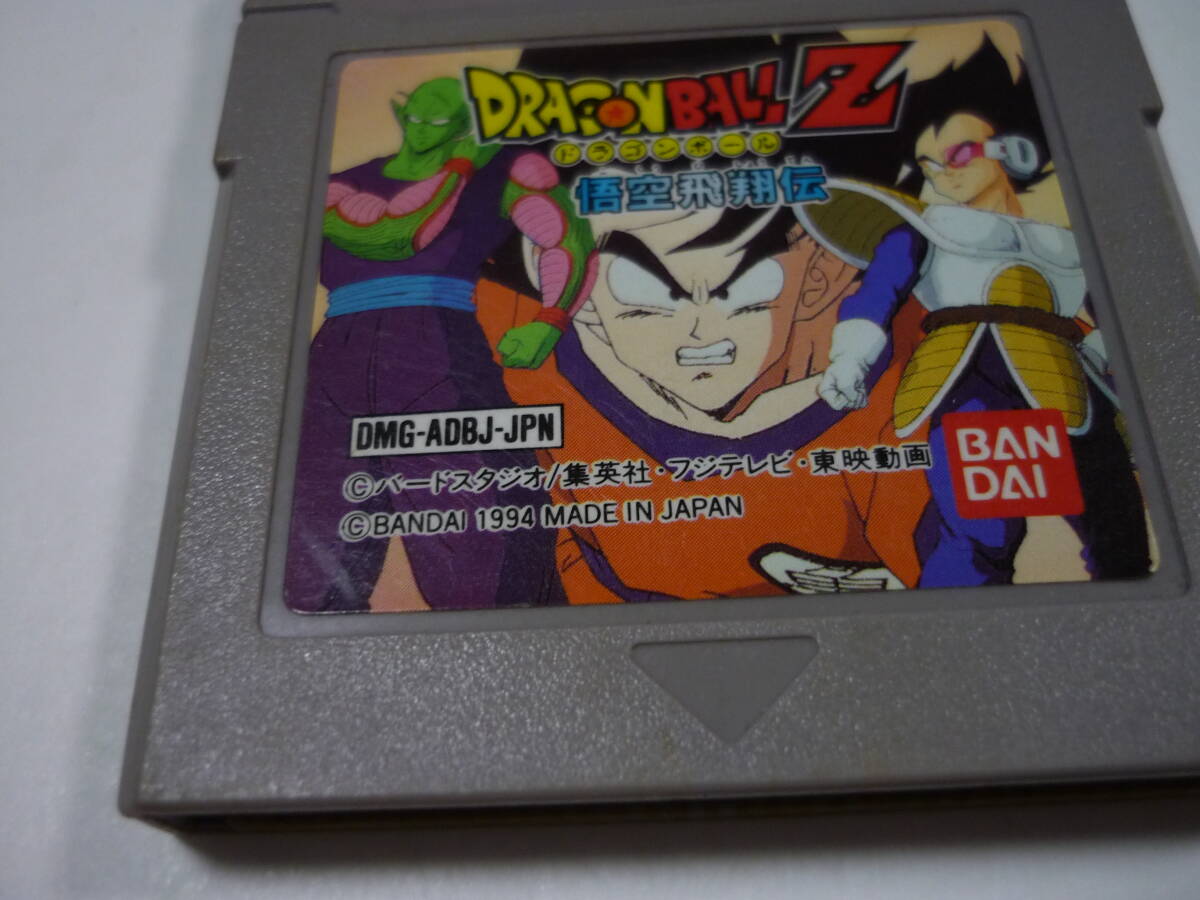 DRAGON BALL Z
ドラゴンボール
悟空飛翔伝
DMG-ADBJ-JPN
©バードスタジオ/集英社・フジテレビ・東映動画
©BANDAI 1994 MADE IN JAPAN
BAN
DAI